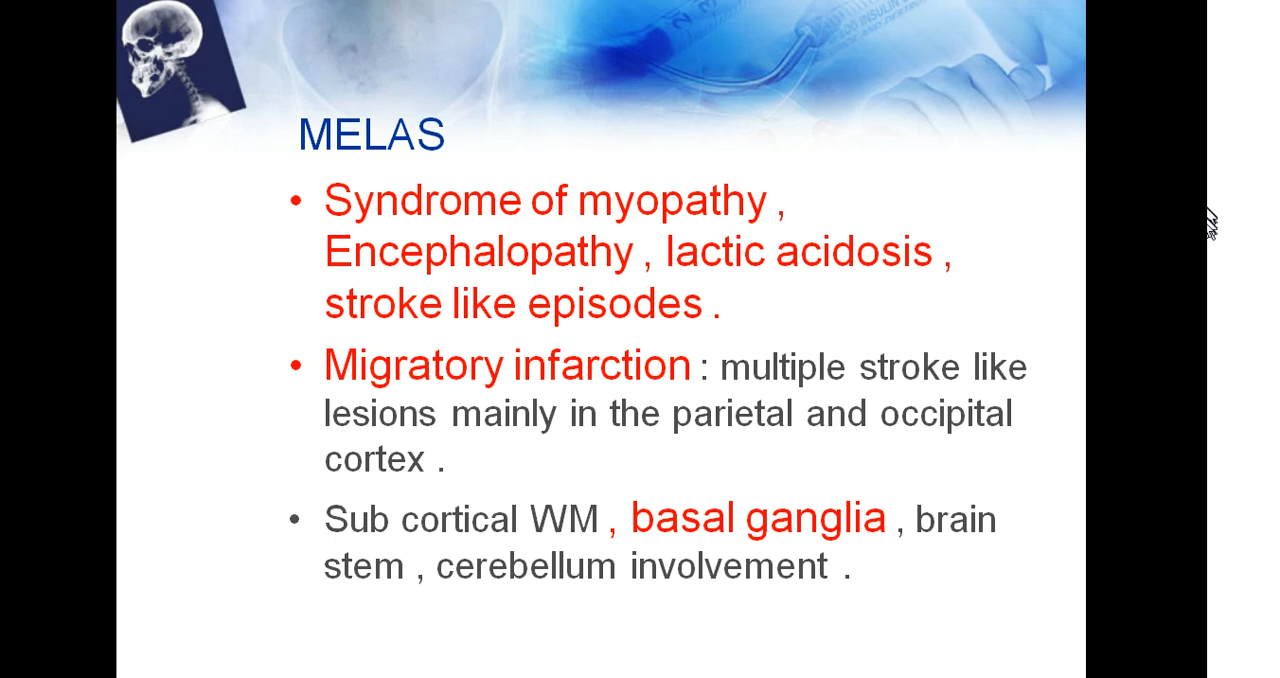 MELAS
• Syndrome of myopathy ,
Encephalopathy , lactic acidosis ,
stroke like episodes .
• Migratory infarction : multiple stroke like
lesions mainly in the parietal and occipital
cortex .
• Sub cortical WM , basal ganglia , brain
stem , cerebellum involvement .